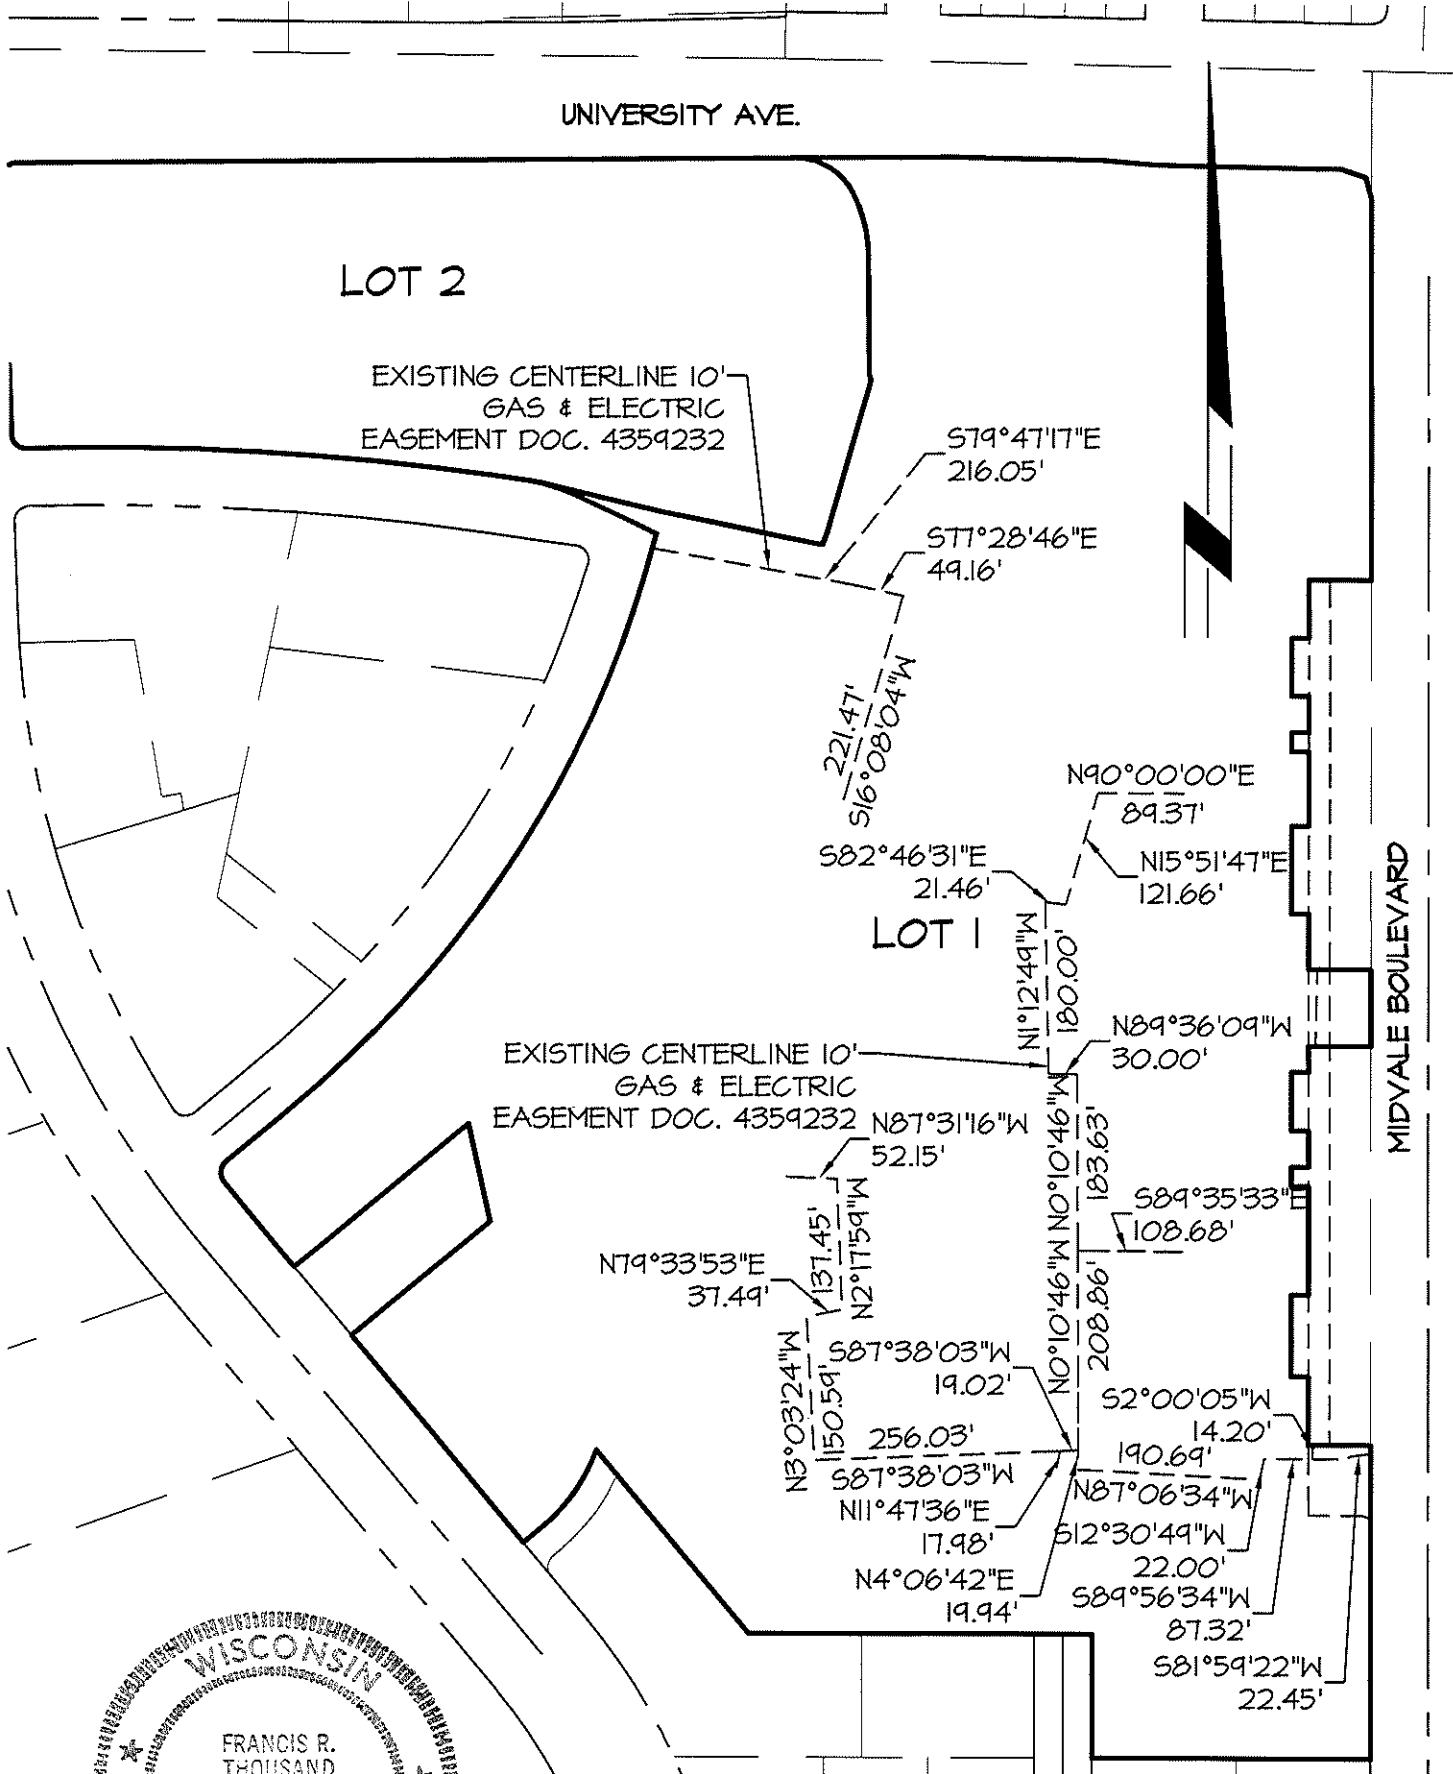 UNIVERSITY AVE.
LOT 2
EXISTING CENTERLINE 10'
GAS & ELECTRIC
EASEMENT DOC. 4359232
S79°47'17"E
216.05'
S77°28'46"E
49.16'
221.47'
S16°08'04"W
N90°00'00"E
89.37'
S82°46'31"E
21.46'
N15°51'47"E
121.66'
LOT 1
N1°12'49"W
180.00'
MIDVALE BOULEVARD
N89°36'09"W
30.00'
EXISTING CENTERLINE 10'
GAS & ELECTRIC
EASEMENT DOC. 4359232
N87°31'16"W
52.15'
N0°10'46"W
183.63'
S89°35'33"E
108.68'
137.45'
N2°17'59"W
N79°33'53"E
37.49'
N0°10'46"W
208.86'
N3°03'24"W
150.59'
S87°38'03"W
19.02'
S2°00'05"W
14.20'
256.03'
S87°38'03"W
190.69'
N87°06'34"W
N11°47'36"E
17.98'
S12°30'49"W
22.00'
N4°06'42"E
19.94'
S89°56'34"W
87.32'
S81°59'22"W
22.45'
WISCONSIN
FRANCIS R.
THOUSAND